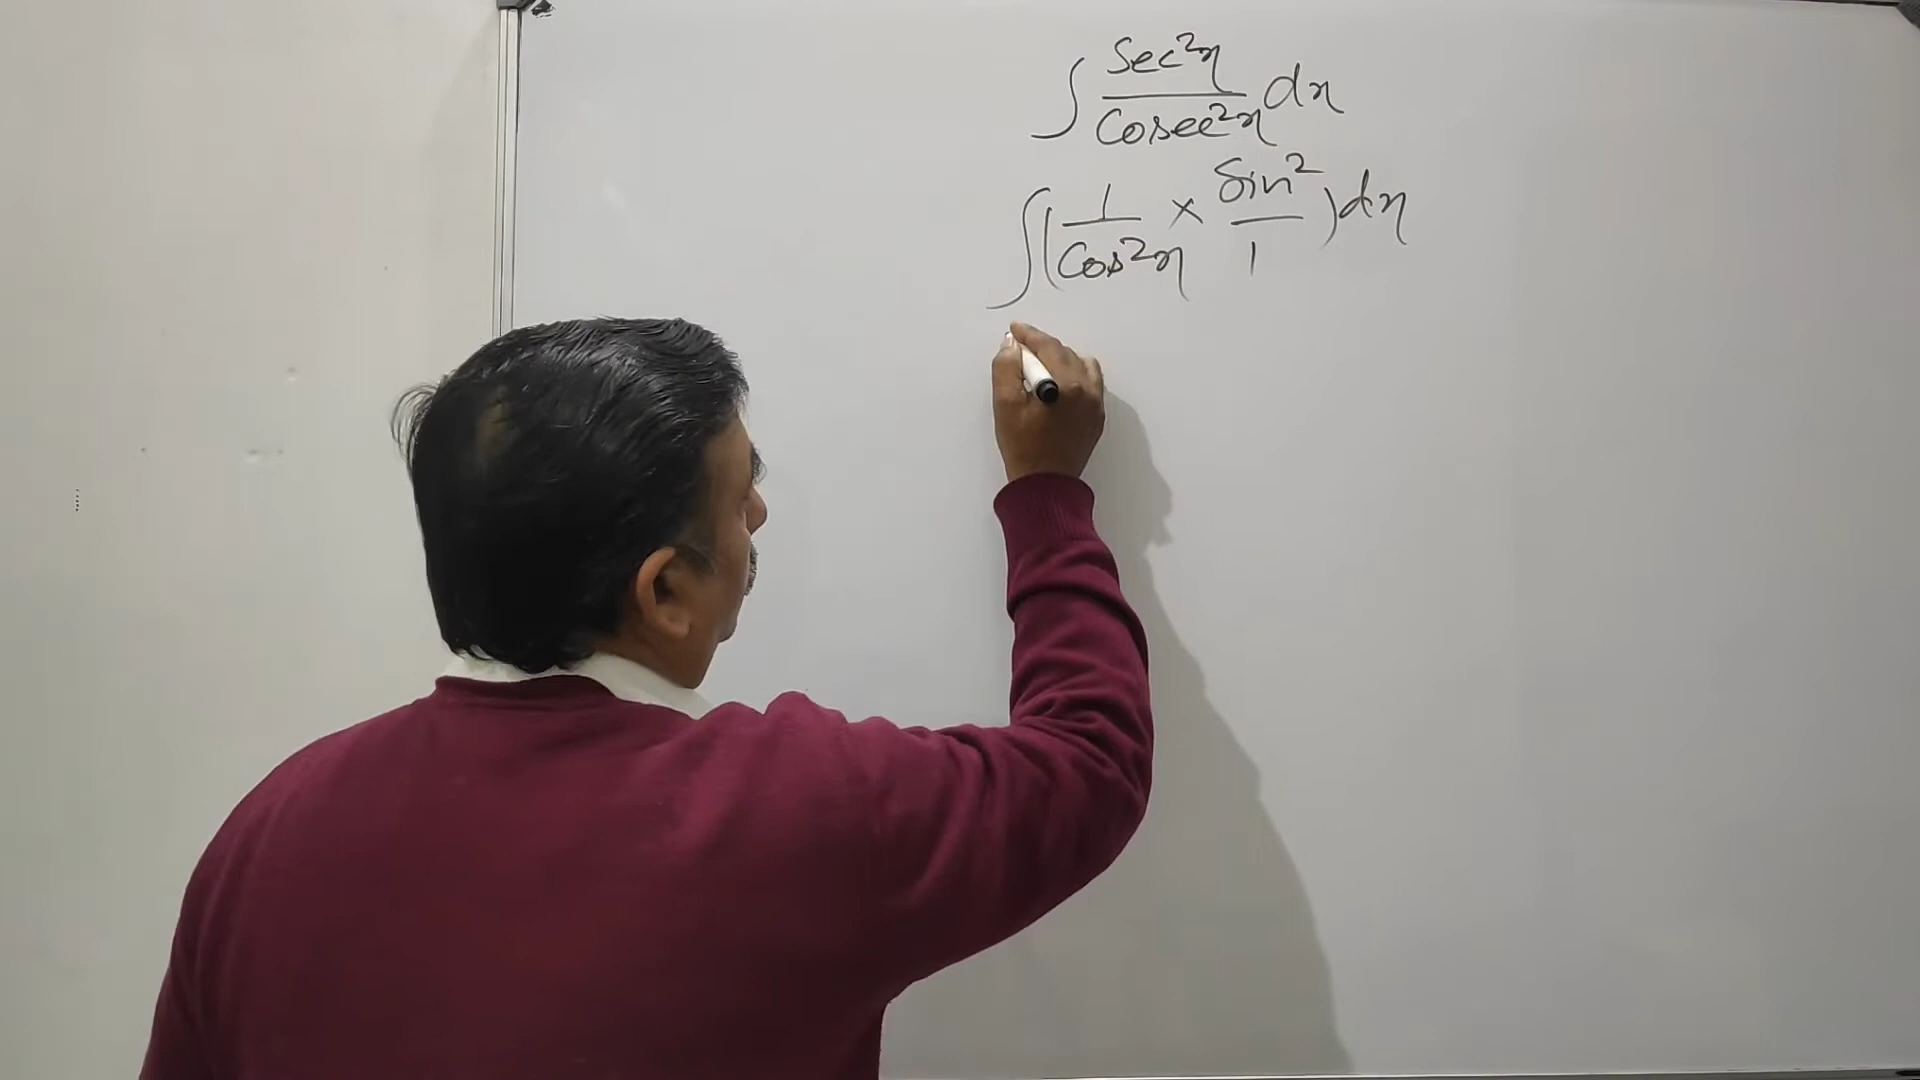 ∫ Sec²x / Cosec²x dx
∫ ( 1 / Cos²x × Sin² / 1 ) dx